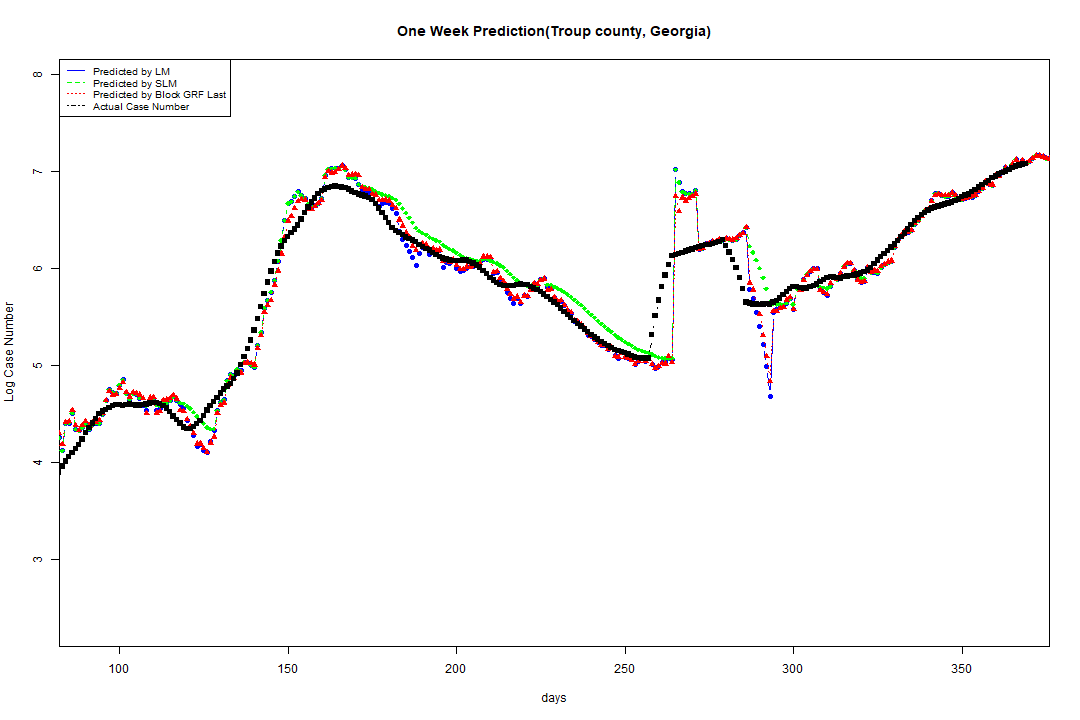 One Week Prediction(Troup county, Georgia)
Predicted by LM
Predicted by SLM
Predicted by Block GRF Last
Actual Case Number
8
7
6
5
4
3
Log Case Number
100 150 200 250 300 350
days